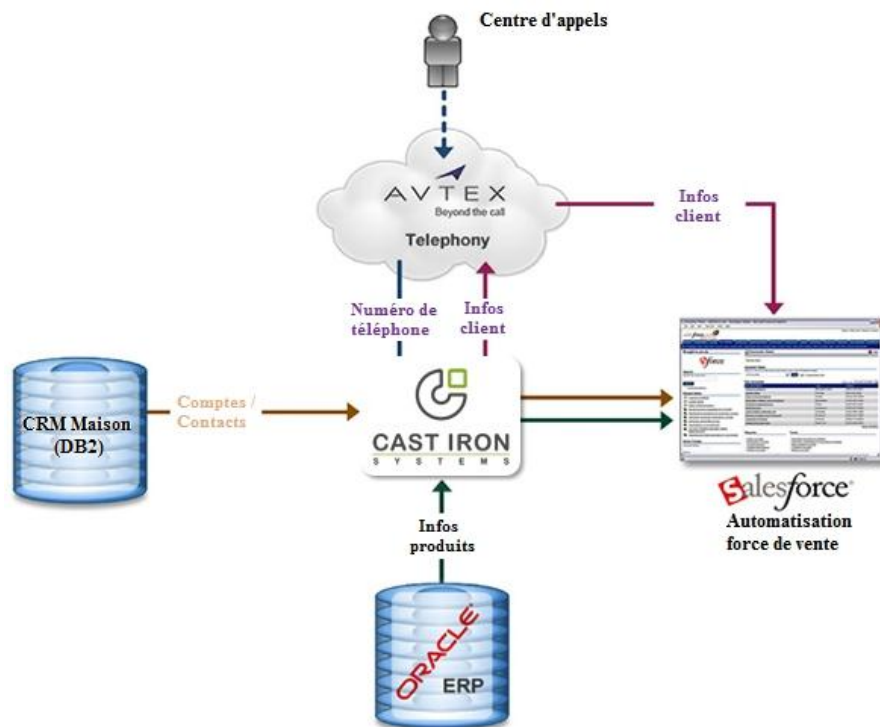 Centre d'appels
AVTEX
Beyond the call
Telephony
Infos
client
Numéro de
téléphone
Infos
client
CRM Maison
(DB2)
Comptes /
Contacts
CAST IRON
SYSTEMS
salesforce
Automatisation
force de vente
Infos
produits
ORACLE
ERP